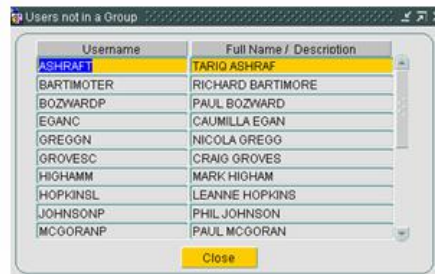 Users not in a Group
Username Full Name / Description
ASHRAFT TARIQ ASHRAF
BARTIMOTER RICHARD BARTIMORE
BOZWARDP PAUL BOZWARD
EGANC CAUMILLA EGAN
GREGGN NICOLA GREGG
GROVESC CRAIG GROVES
HIGHAMM MARK HIGHAM
HOPKINSL LEANNE HOPKINS
JOHNSONP PHIL JOHNSON
MCGORANP PAUL MCGORAN
Close